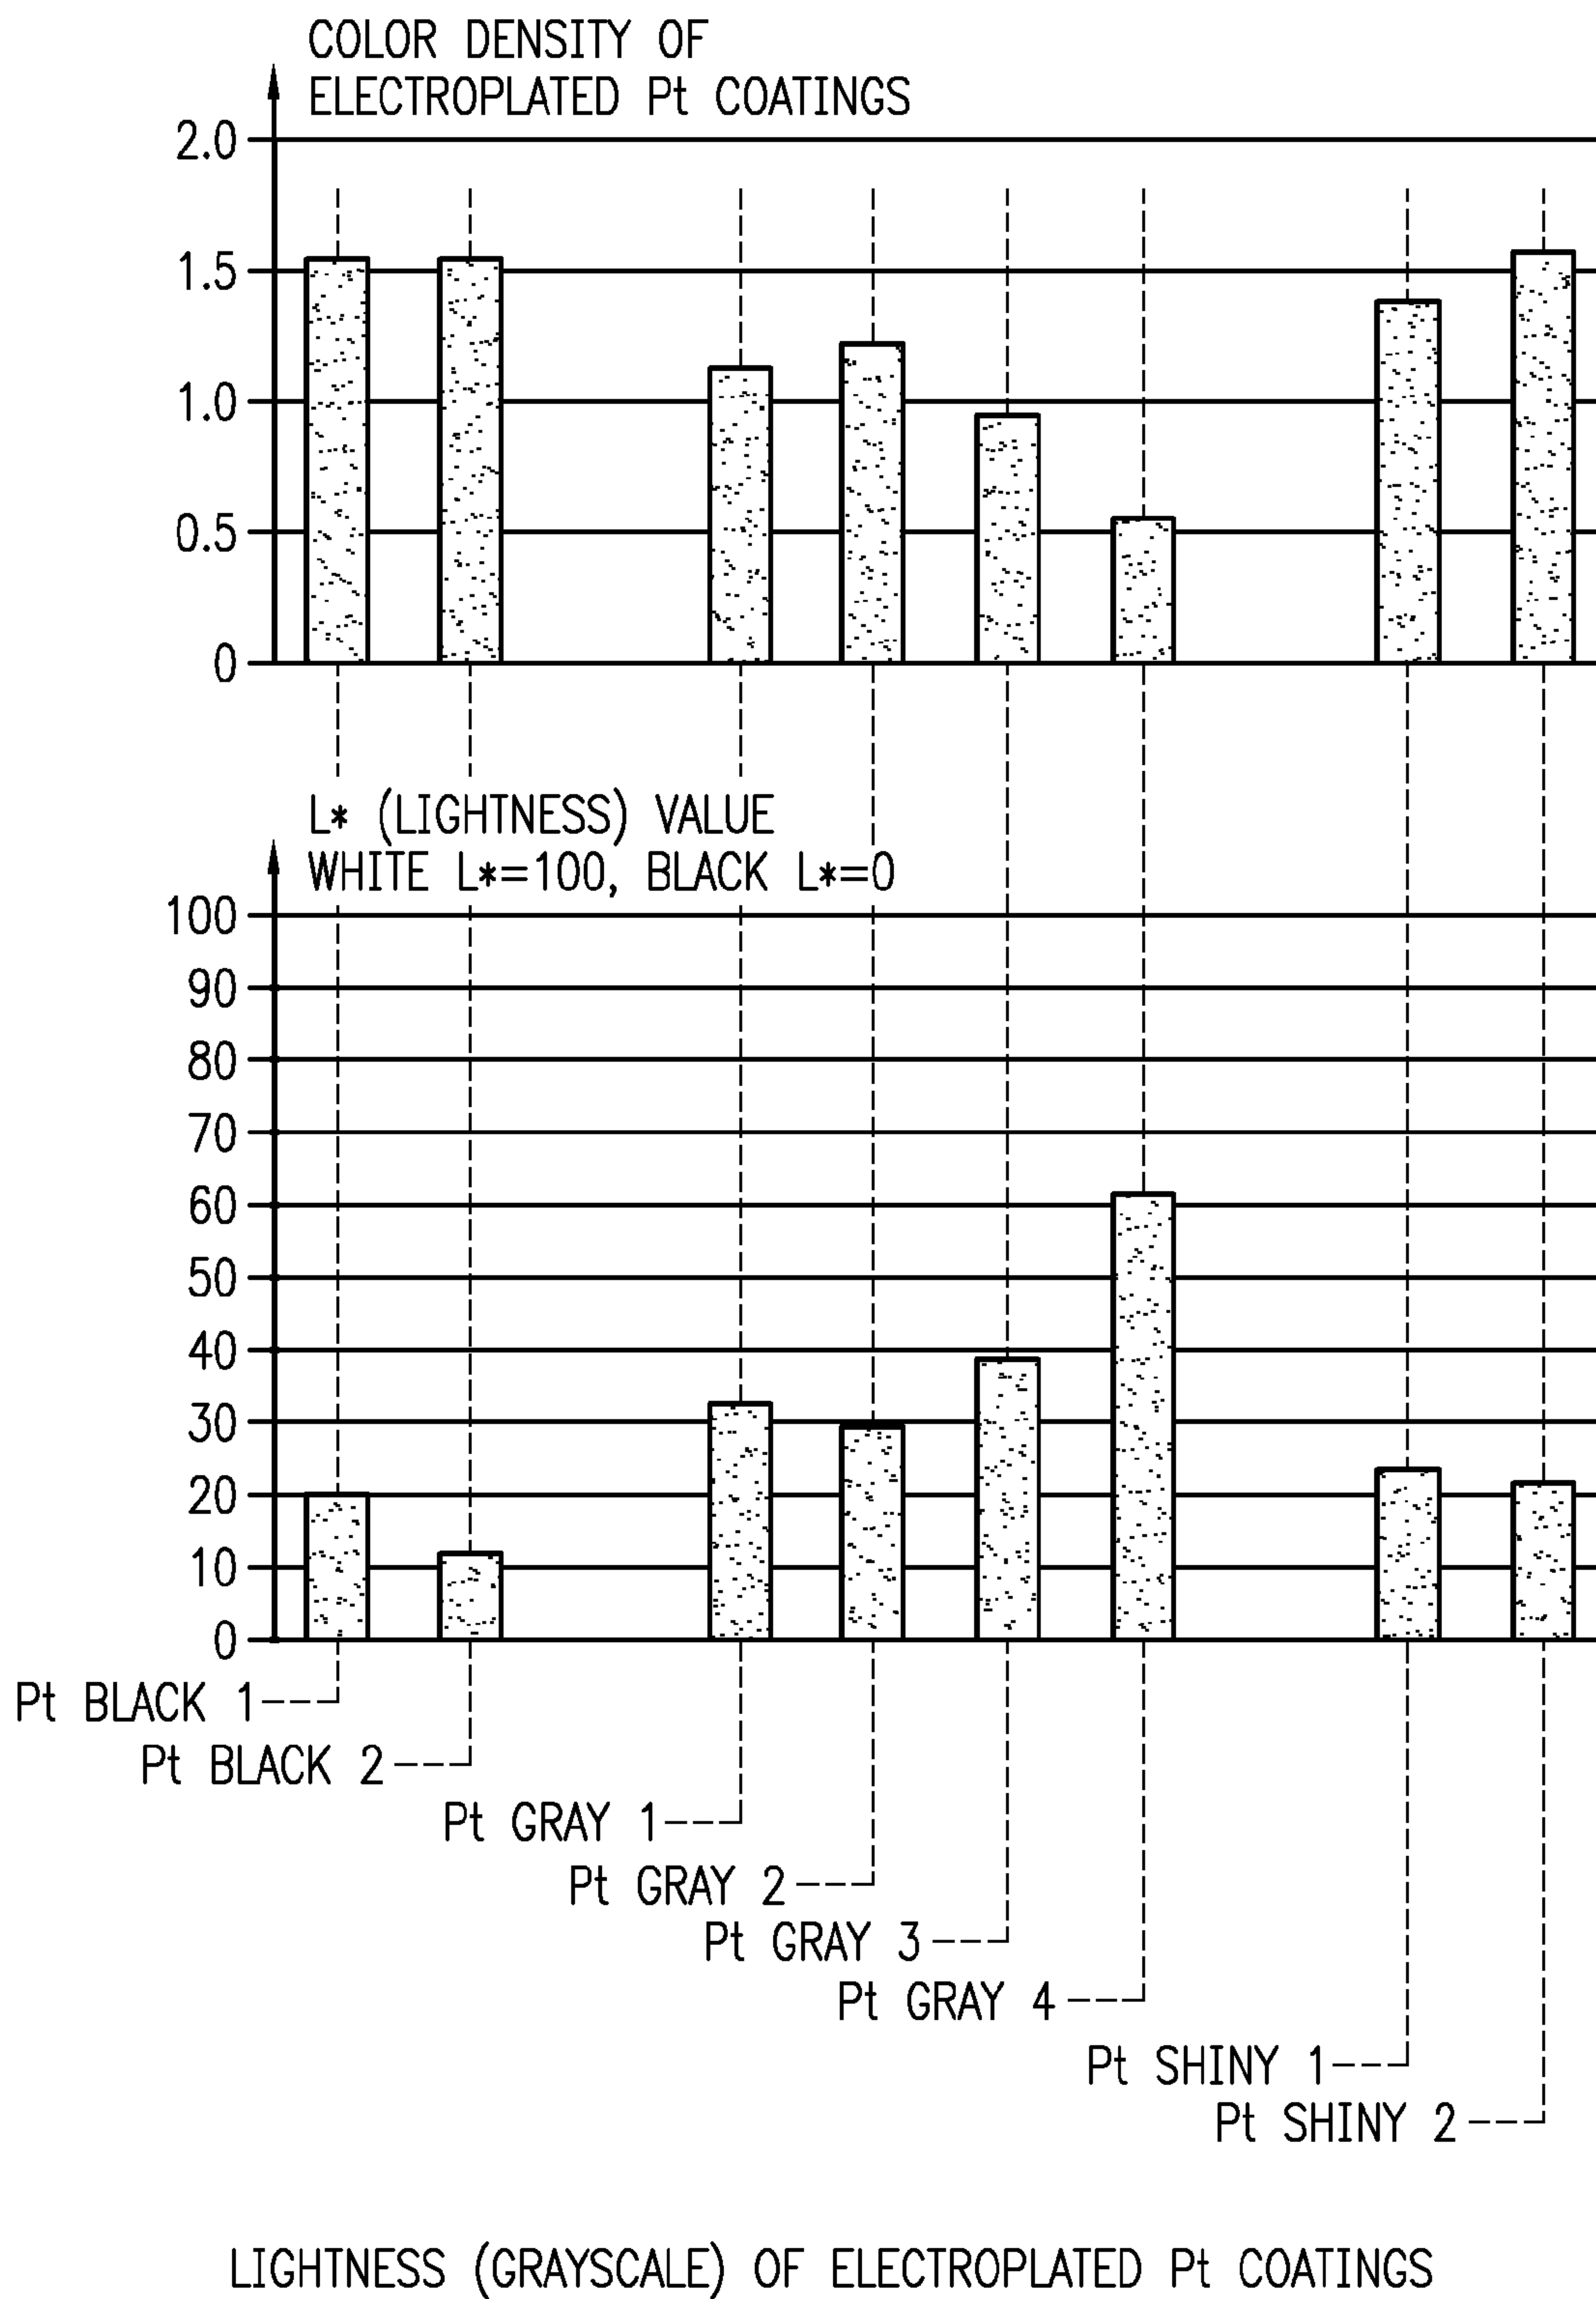 COLOR DENSITY OF
ELECTROPLATED Pt COATINGS
2.0
1.5
1.0
0.5
0
L* (LIGHTNESS) VALUE
WHITE L*=100, BLACK L*=0
100
90
80
70
60
50
40
30
20
10
0
Pt BLACK 1
Pt BLACK 2
Pt GRAY 1
Pt GRAY 2
Pt GRAY 3
Pt GRAY 4
Pt SHINY 1
Pt SHINY 2
LIGHTNESS (GRAYSCALE) OF ELECTROPLATED Pt COATINGS